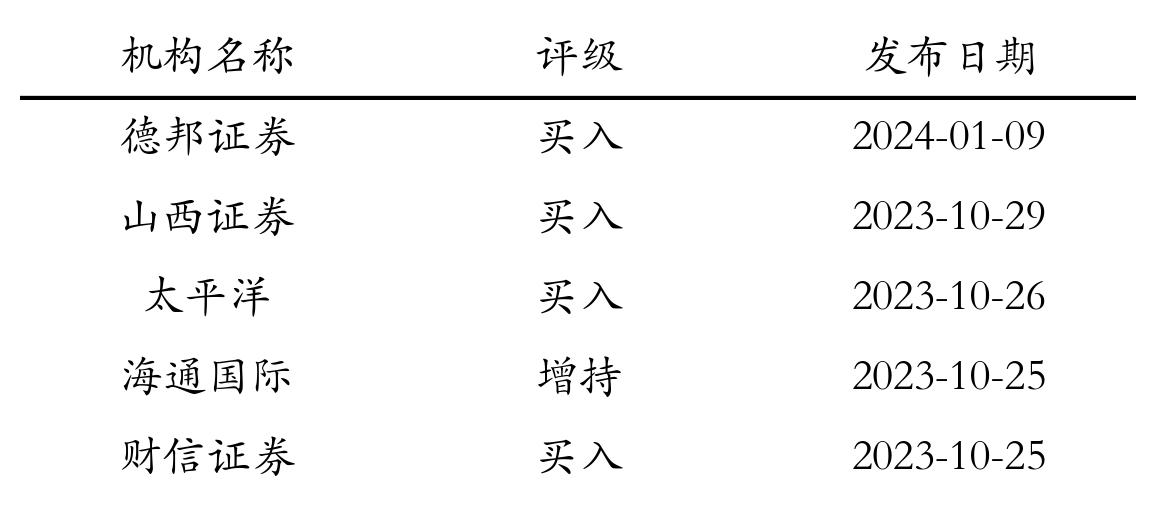 机构名称 评级 发布日期
德邦证券 买入 2024-01-09
山西证券 买入 2023-10-29
太平洋 买入 2023-10-26
海通国际 增持 2023-10-25
财信证券 买入 2023-10-25